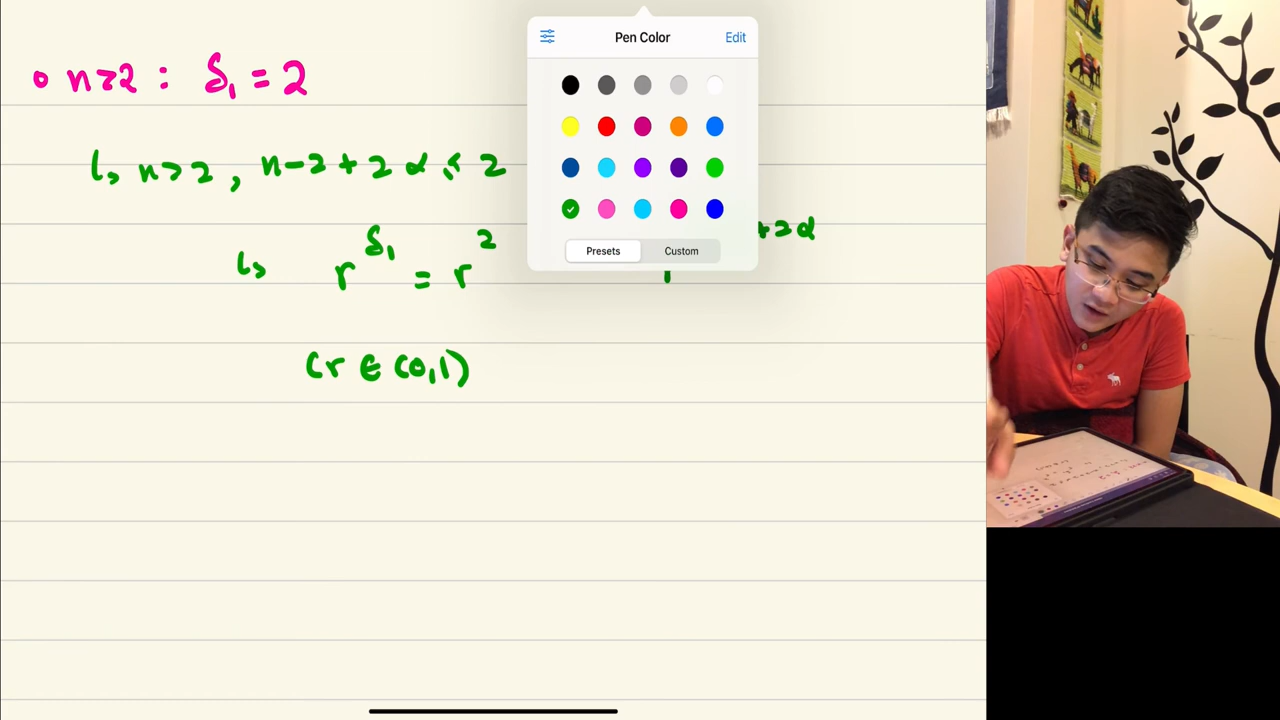 • n≥2 : δ₁ = 2
Pen Color
Edit
↳ n>2, n-2+2α ≤ 2
↳ r^δ₁ = r^2
+2α
(r ∈ (0,1)
Presets
Custom